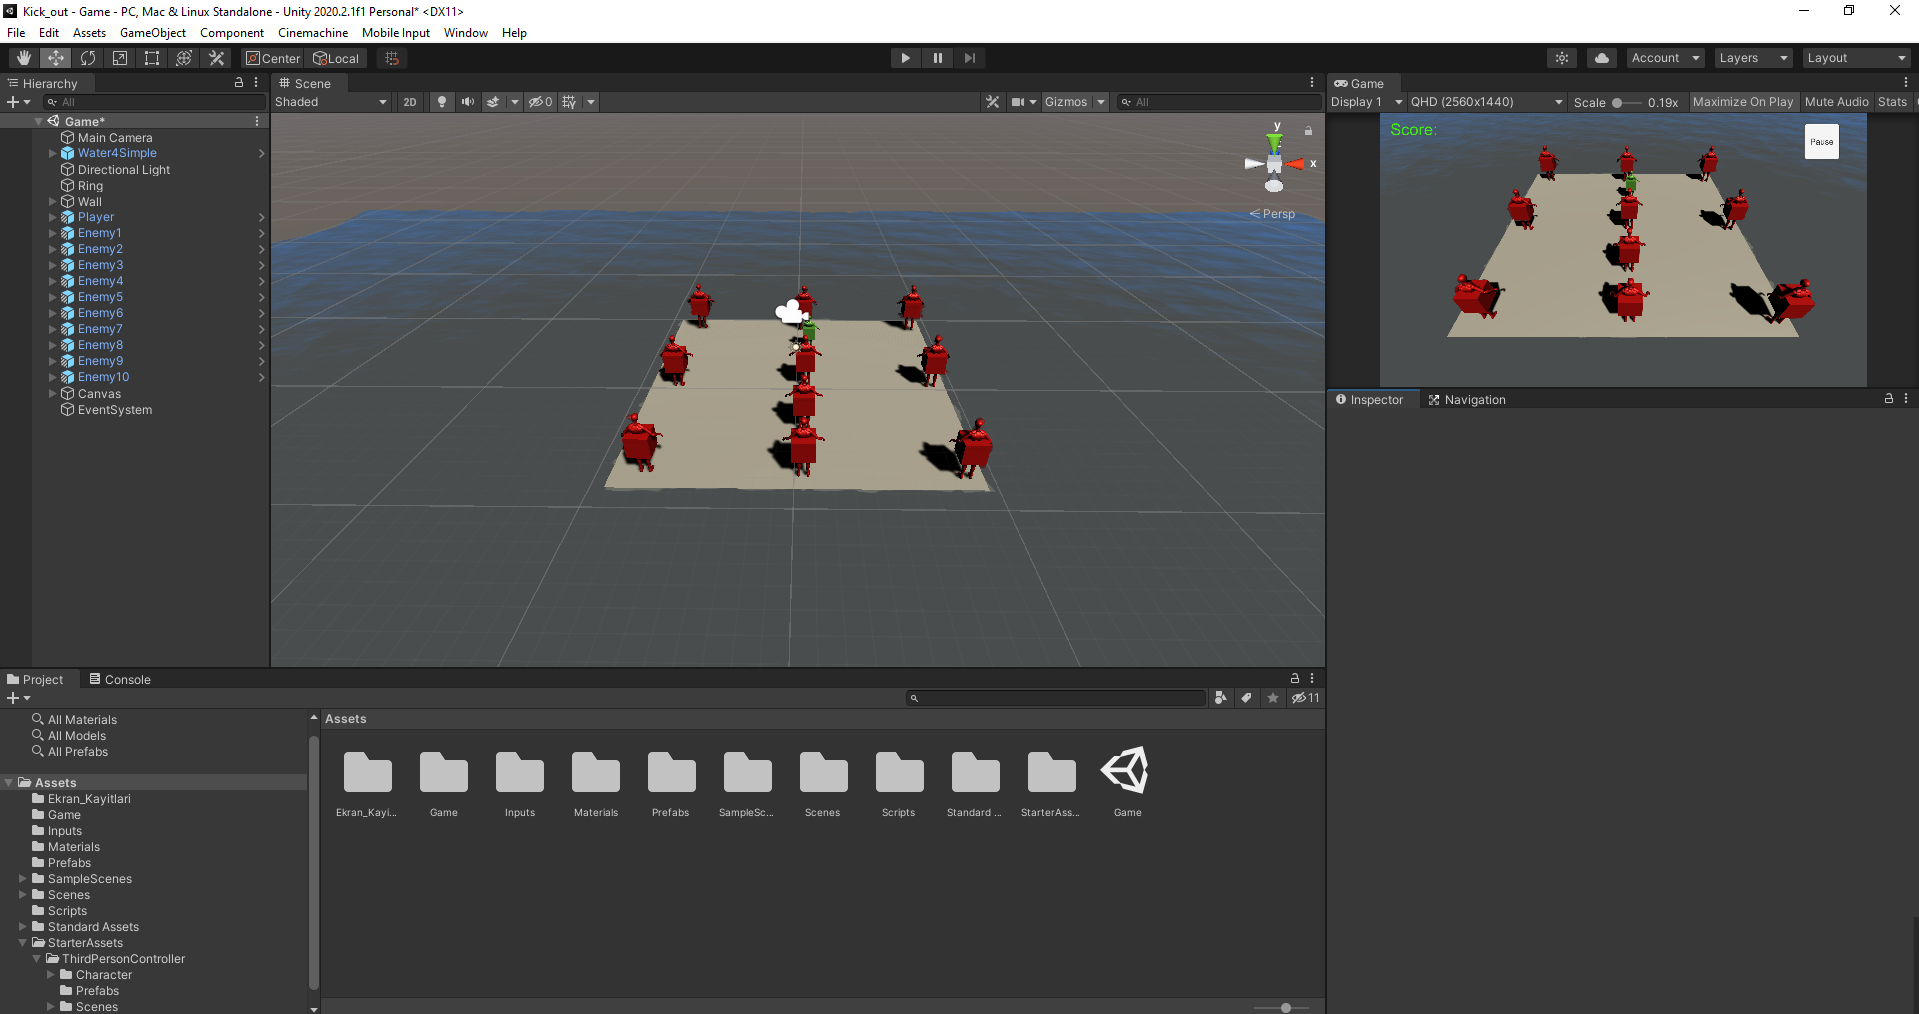 Kick_out - Game - PC, Mac & Linux Standalone - Unity 2020.2.1f1 Personal* <DX11>
File Edit Assets GameObject Component Cinemachine Mobile Input Window Help
Center Local Account Layers Layout
Hierarchy
All
Game*
Main Camera
Water4Simple
Directional Light
Ring
Wall
Player
Enemy1
Enemy2
Enemy3
Enemy4
Enemy5
Enemy6
Enemy7
Enemy8
Enemy9
Enemy10
Canvas
EventSystem
Scene
Shaded 2D 0 Gizmos All
y
x
Persp
Game
Display 1 QHD (2560x1440) Scale 0.19x Maximize On Play Mute Audio Stats
Score:
Pause
Inspector Navigation
Project Console
11
All Materials
All Models
All Prefabs
Assets
Ekran_Kayitlari
Game
Inputs
Materials
Prefabs
SampleScenes
Scenes
Scripts
Standard Assets
StarterAssets
ThirdPersonController
Character
Prefabs
Scenes
Assets
Ekran_Kayi... Game Inputs Materials Prefabs SampleSc... Scenes Scripts Standard ... StarterAss... Game